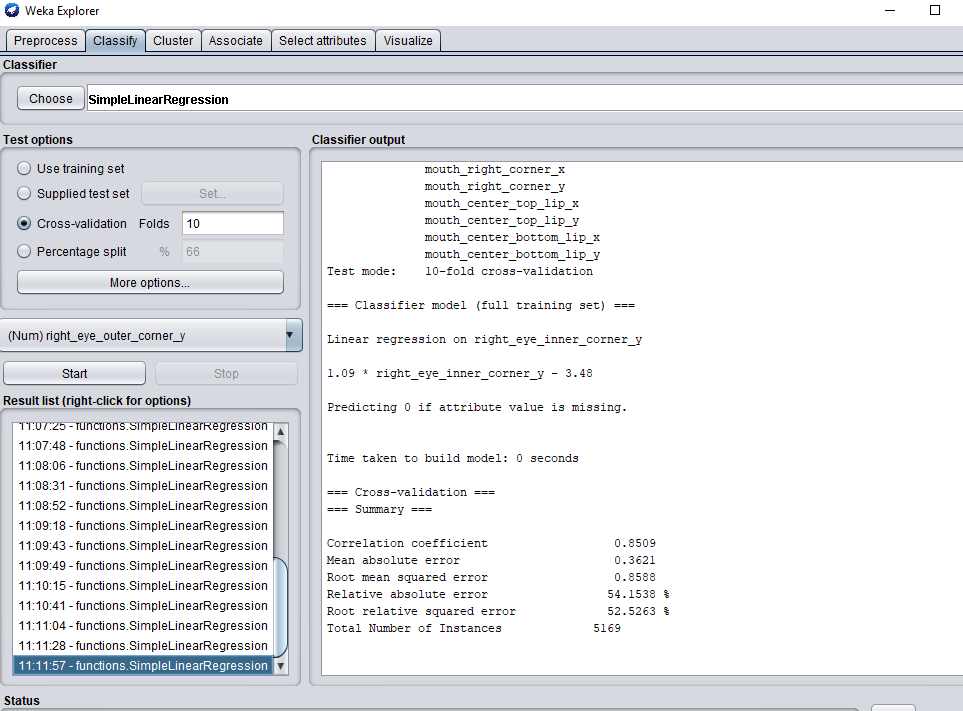 Weka Explorer
Preprocess Classify Cluster Associate Select attributes Visualize
Classifier
Choose SimpleLinearRegression
Test options
Use training set
Supplied test set Set...
Cross-validation Folds 10
Percentage split % 66
More options...
(Num) right_eye_outer_corner_y
Start Stop
Result list (right-click for options)
11:07:25 - functions.SimpleLinearRegression
11:07:48 - functions.SimpleLinearRegression
11:08:06 - functions.SimpleLinearRegression
11:08:31 - functions.SimpleLinearRegression
11:08:52 - functions.SimpleLinearRegression
11:09:18 - functions.SimpleLinearRegression
11:09:43 - functions.SimpleLinearRegression
11:09:49 - functions.SimpleLinearRegression
11:10:15 - functions.SimpleLinearRegression
11:10:41 - functions.SimpleLinearRegression
11:11:04 - functions.SimpleLinearRegression
11:11:28 - functions.SimpleLinearRegression
11:11:57 - functions.SimpleLinearRegression
Classifier output
mouth_right_corner_x
mouth_right_corner_y
mouth_center_top_lip_x
mouth_center_top_lip_y
mouth_center_bottom_lip_x
mouth_center_bottom_lip_y
Test mode: 10-fold cross-validation
=== Classifier model (full training set) ===
Linear regression on right_eye_inner_corner_y
1.09 * right_eye_inner_corner_y - 3.48
Predicting 0 if attribute value is missing.
Time taken to build model: 0 seconds
=== Cross-validation ===
=== Summary ===
Correlation coefficient 0.8509
Mean absolute error 0.3621
Root mean squared error 0.8588
Relative absolute error 54.1538 %
Root relative squared error 52.5263 %
Total Number of Instances 5169
Status